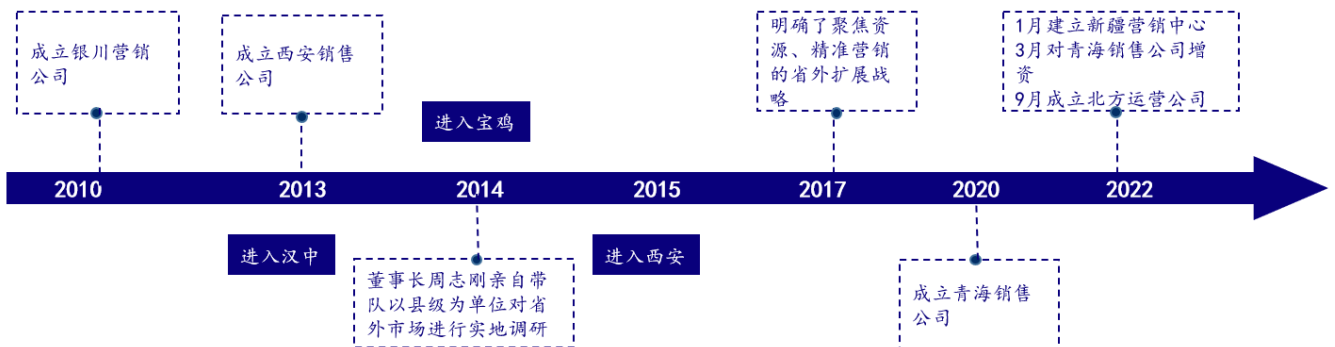 成立银川营销
公司
成立西安销售
公司
进入宝鸡
明确了聚焦资
源、精准营销
的省外扩展战
略
1月建立新疆营销中心
3月对青海销售公司增
资
9月成立北方运营公司
2010
2013
2014
2015
2017
2020
2022
进入汉中
董事长周志刚亲自带
队以县级为单位对省
外市场进行实地调研
进入西安
成立青海销售
公司